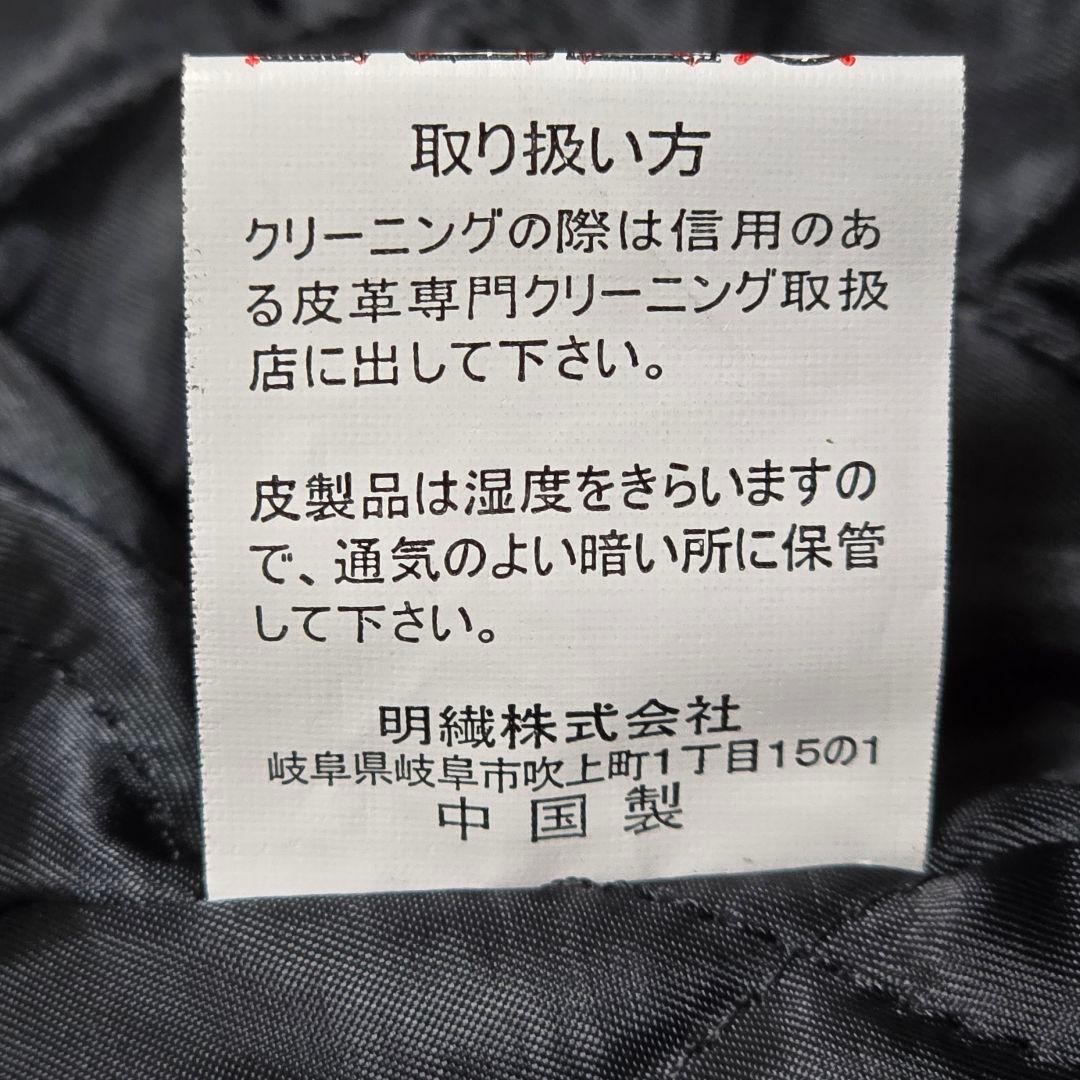 取り扱い方
クリーニングの際は信用のあ
る皮革専門クリーニング取扱
店に出して下さい。
皮製品は湿度をきらいますの
で、通気のよい暗い所に保管
して下さい。
明繊株式会社
岐阜県岐阜市吹上町1丁目15の1
中国製